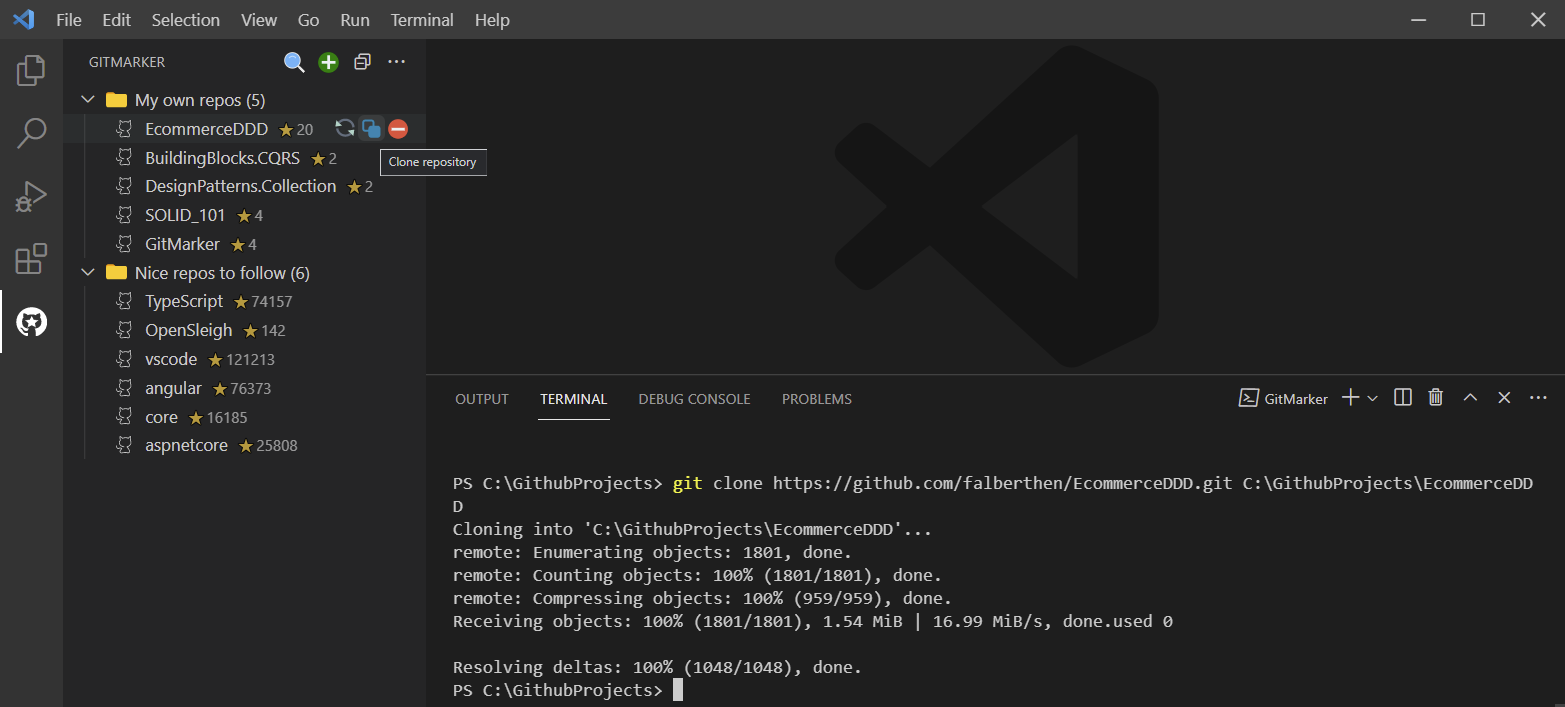 File Edit Selection View Go Run Terminal Help
GITMARKER
My own repos (5)
EcommerceDDD 20
BuildingBlocks.CQRS 2
Clone repository
DesignPatterns.Collection 2
SOLID_101 4
GitMarker 4
Nice repos to follow (6)
TypeScript 74157
OpenSleigh 142
vscode 121213
angular 76373
core 16185
aspnetcore 25808
OUTPUT TERMINAL DEBUG CONSOLE PROBLEMS GitMarker
PS C:\GithubProjects> git clone https://github.com/falberthen/EcommerceDDD.git C:\GithubProjects\EcommerceDD
D
Cloning into 'C:\GithubProjects\EcommerceDDD'...
remote: Enumerating objects: 1801, done.
remote: Counting objects: 100% (1801/1801), done.
remote: Compressing objects: 100% (959/959), done.
Receiving objects: 100% (1801/1801), 1.54 MiB | 16.99 MiB/s, done.used 0
Resolving deltas: 100% (1048/1048), done.
PS C:\GithubProjects>